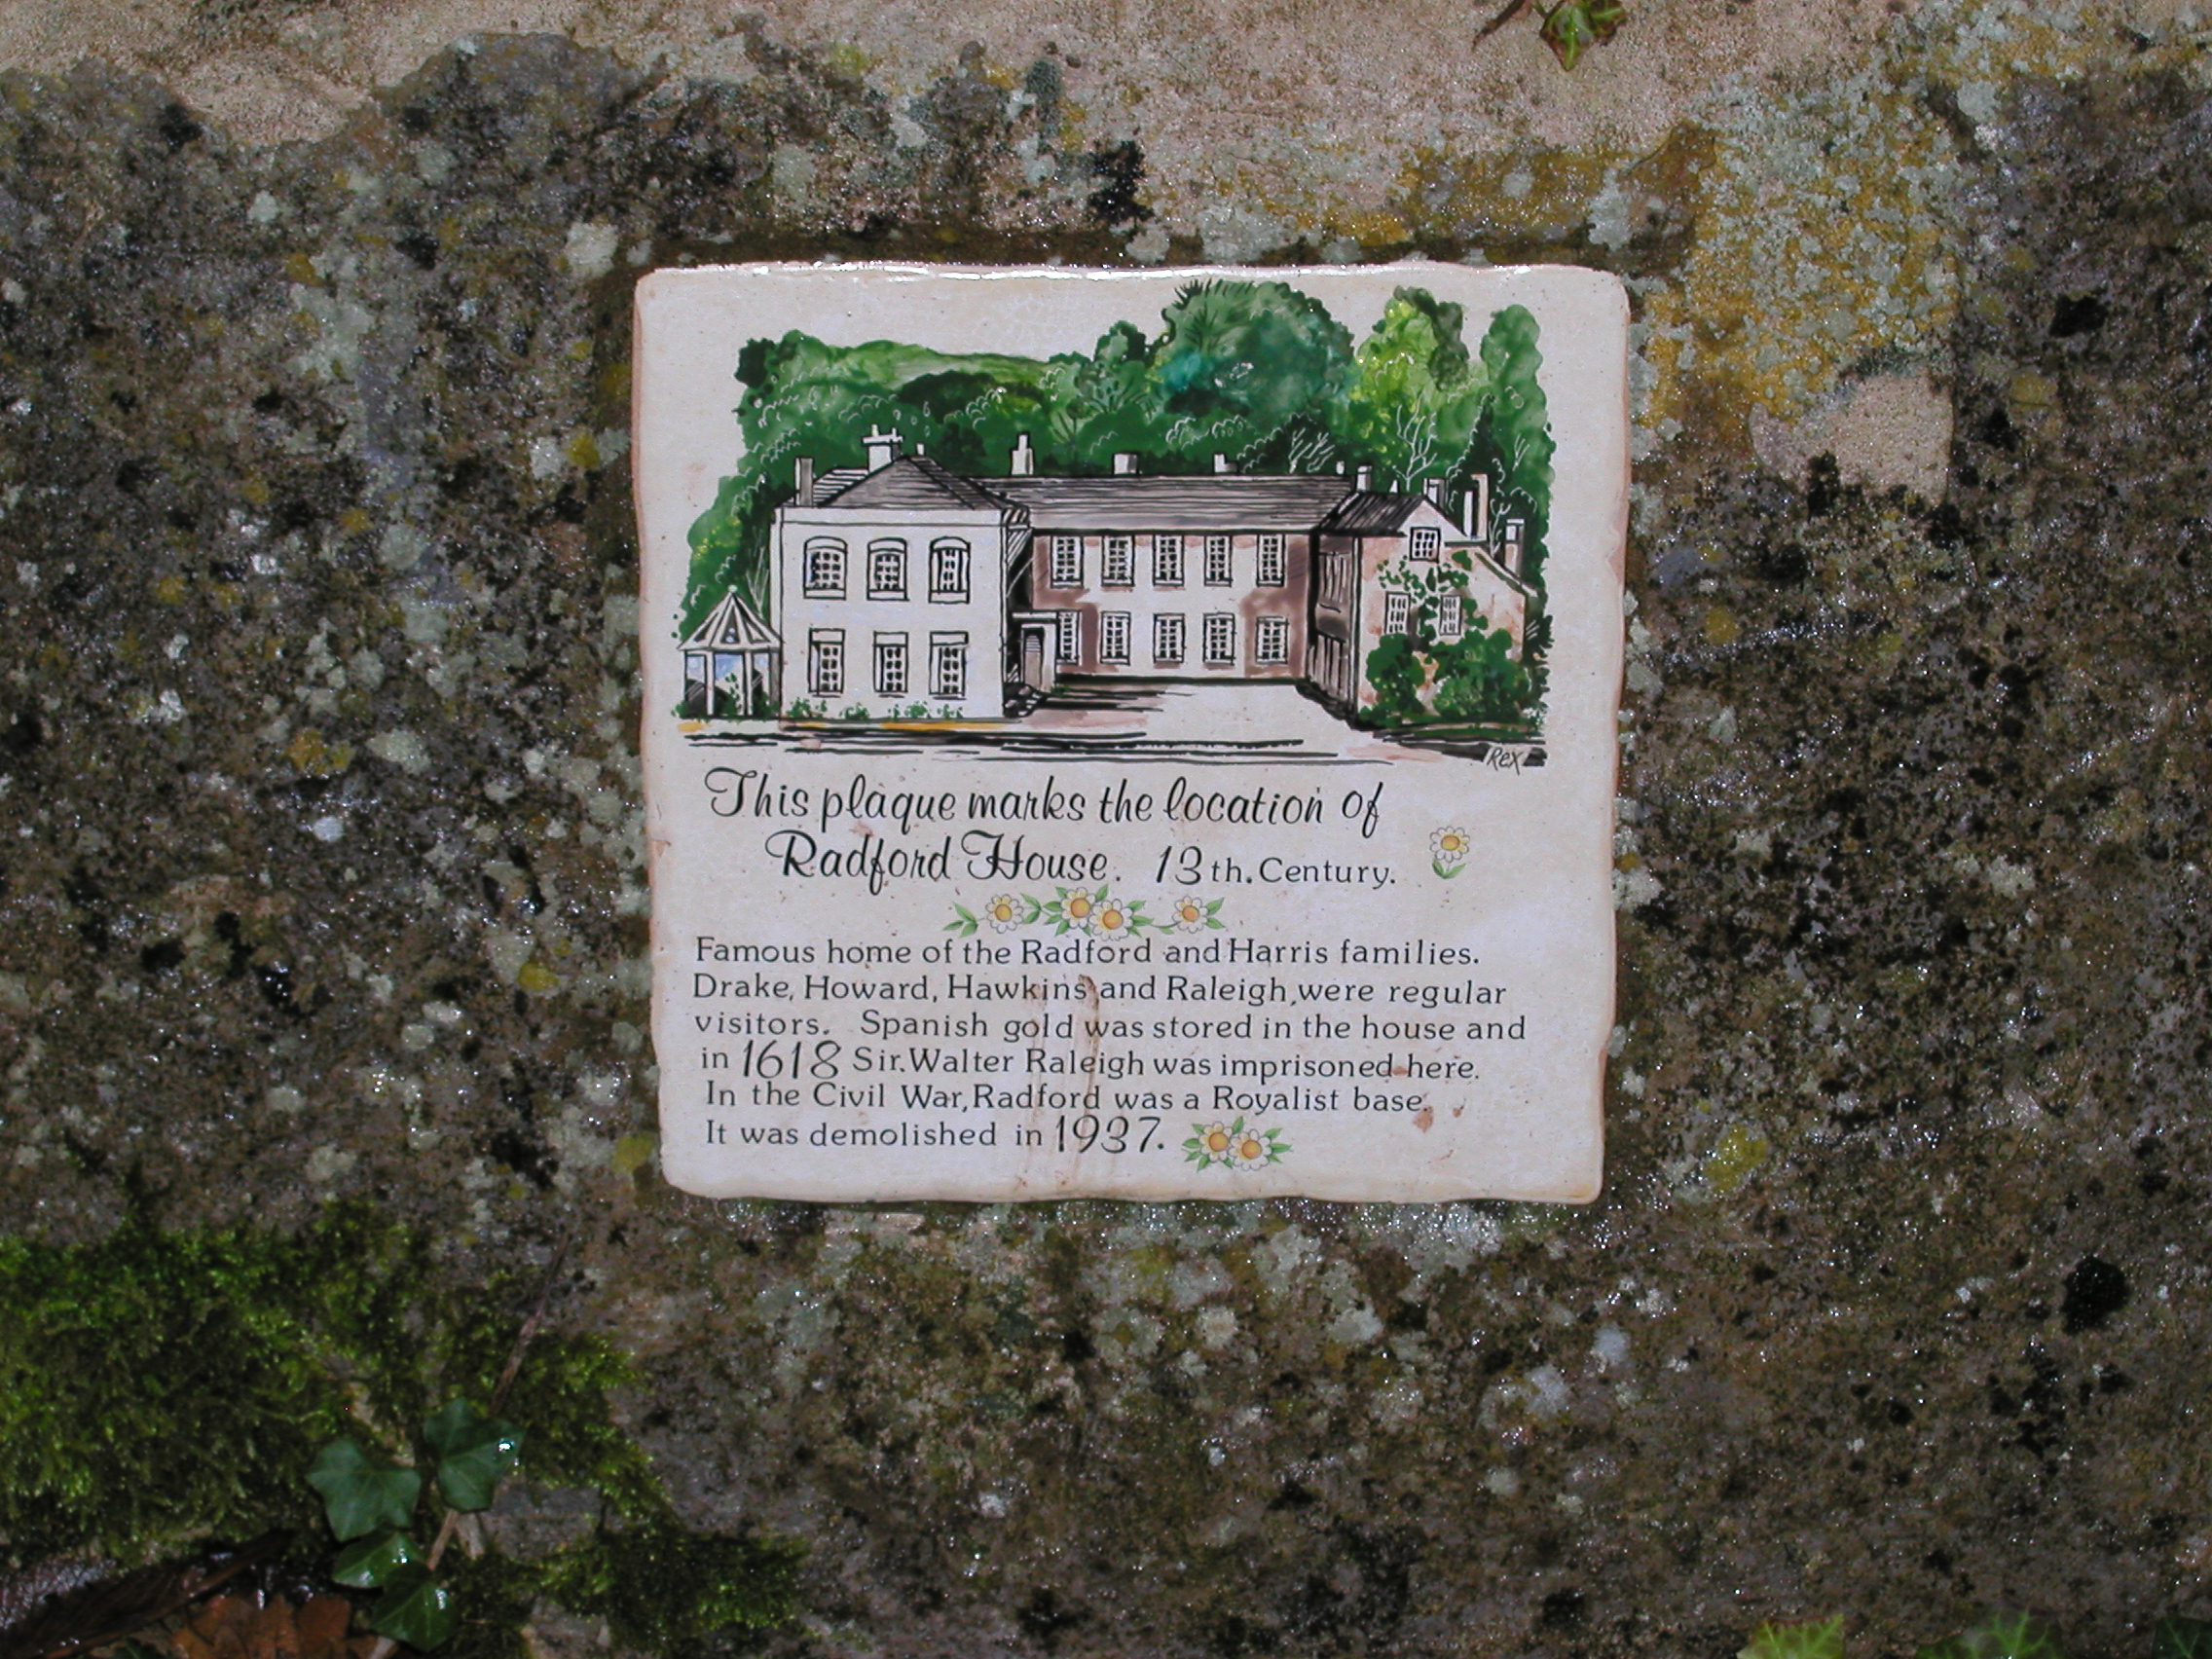 Rex
This plaque marks the location of
Radford House. 13th. Century.
Famous home of the Radford and Harris families.
Drake, Howard, Hawkins and Raleigh, were regular
visitors. Spanish gold was stored in the house and
in 1618 Sir. Walter Raleigh was imprisoned here.
In the Civil War, Radford was a Royalist base.
It was demolished in 1937.